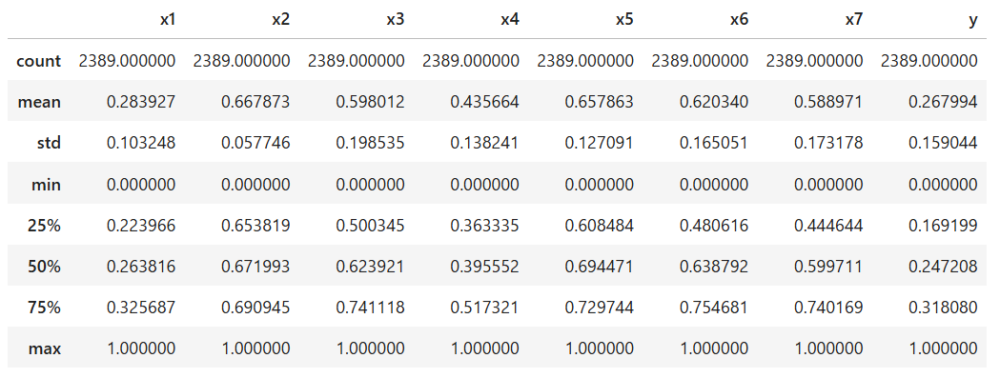 x1 x2 x3 x4 x5 x6 x7 y
count 2389.000000 2389.000000 2389.000000 2389.000000 2389.000000 2389.000000 2389.000000 2389.000000
mean 0.283927 0.667873 0.598012 0.435664 0.657863 0.620340 0.588971 0.267994
std 0.103248 0.057746 0.198535 0.138241 0.127091 0.165051 0.173178 0.159044
min 0.000000 0.000000 0.000000 0.000000 0.000000 0.000000 0.000000 0.000000
25% 0.223966 0.653819 0.500345 0.363335 0.608484 0.480616 0.444644 0.169199
50% 0.263816 0.671993 0.623921 0.395552 0.694471 0.638792 0.599711 0.247208
75% 0.325687 0.690945 0.741118 0.517321 0.729744 0.754681 0.740169 0.318080
max 1.000000 1.000000 1.000000 1.000000 1.000000 1.000000 1.000000 1.000000